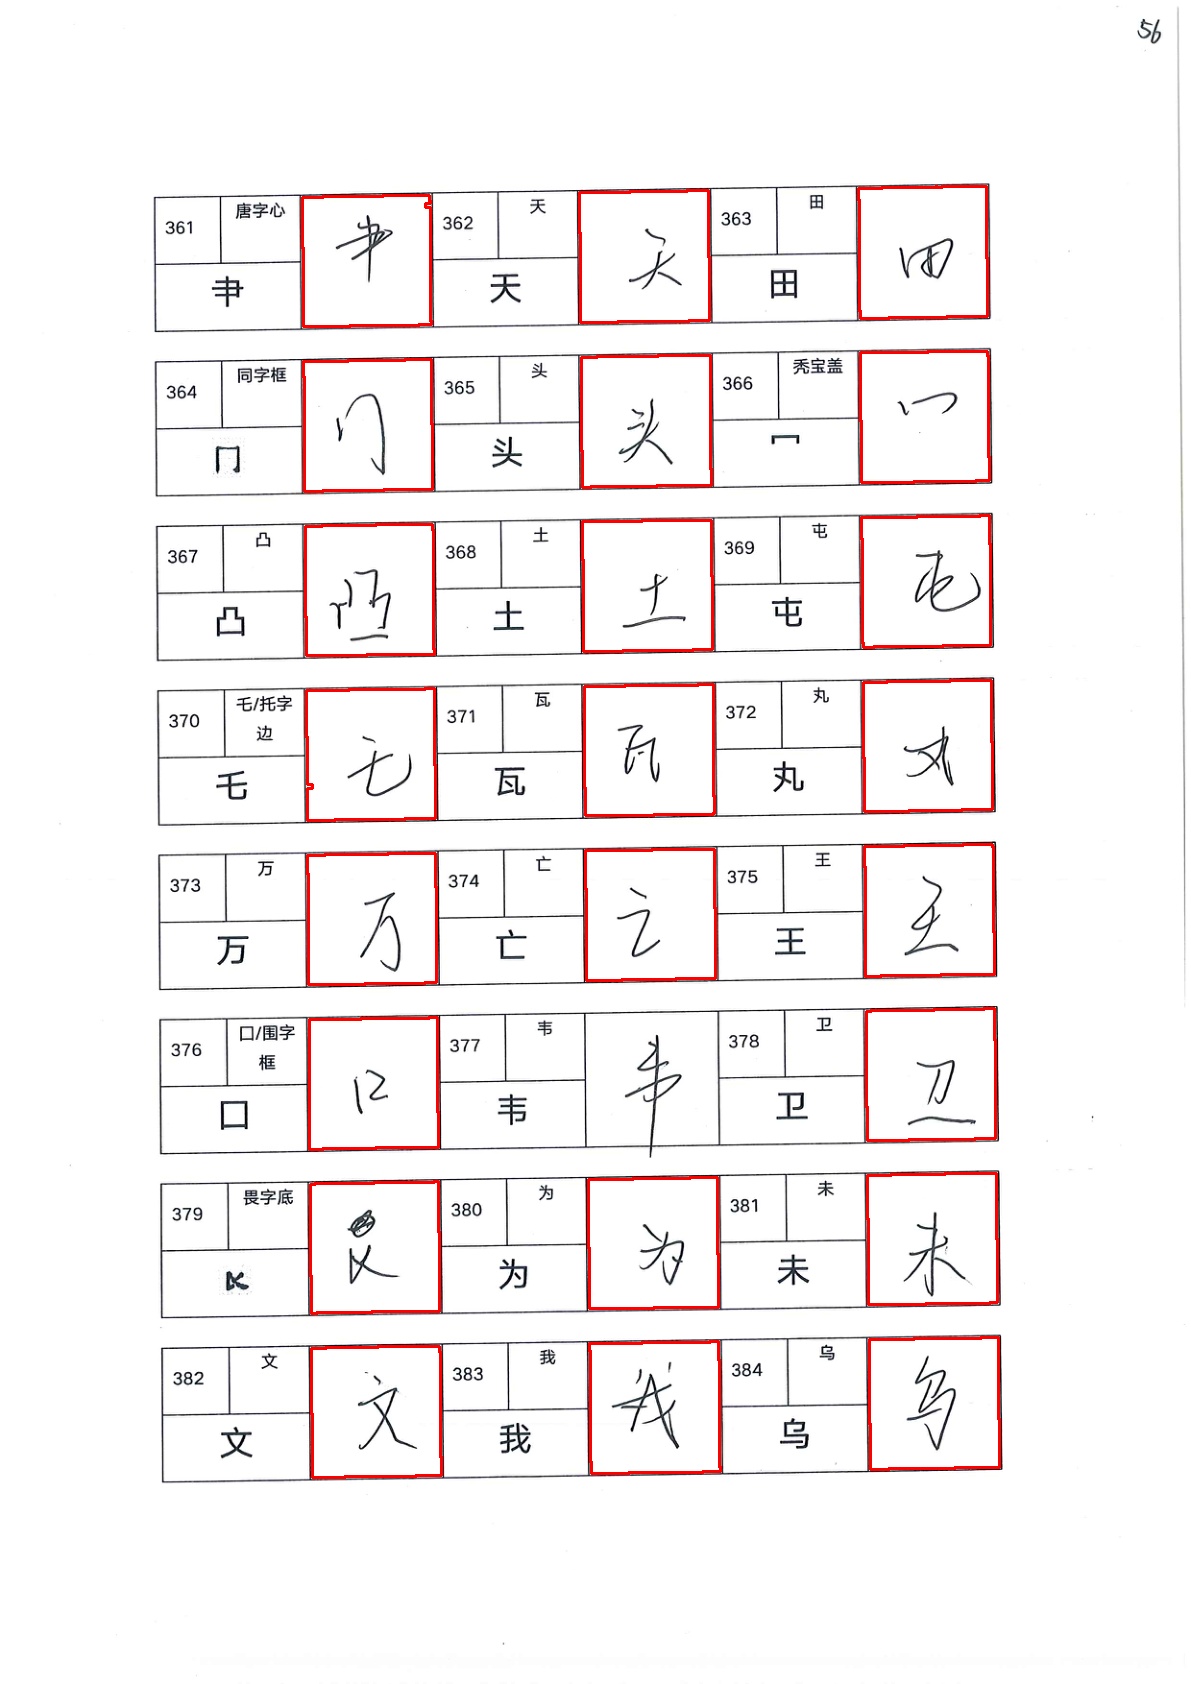 56
361 唐字心 肀 362 天 天 363 田 田
肀 天 田
364 同字框 冂 365 头 头 366 秃宝盖 冖
冂 头 冖
367 凸 凸 368 土 土 369 屯 屯
凸 土 屯
370 乇/托字边 乇 371 瓦 瓦 372 丸 丸
乇 瓦 丸
373 万 万 374 亡 亡 375 王 王
万 亡 王
376 囗/围字框 囗 377 韦 韦 378 卫 卫
囗 韦 卫
379 畏字底 380 为 为 381 未 未
为 未
382 文 文 383 我 我 384 乌 乌
文 我 乌